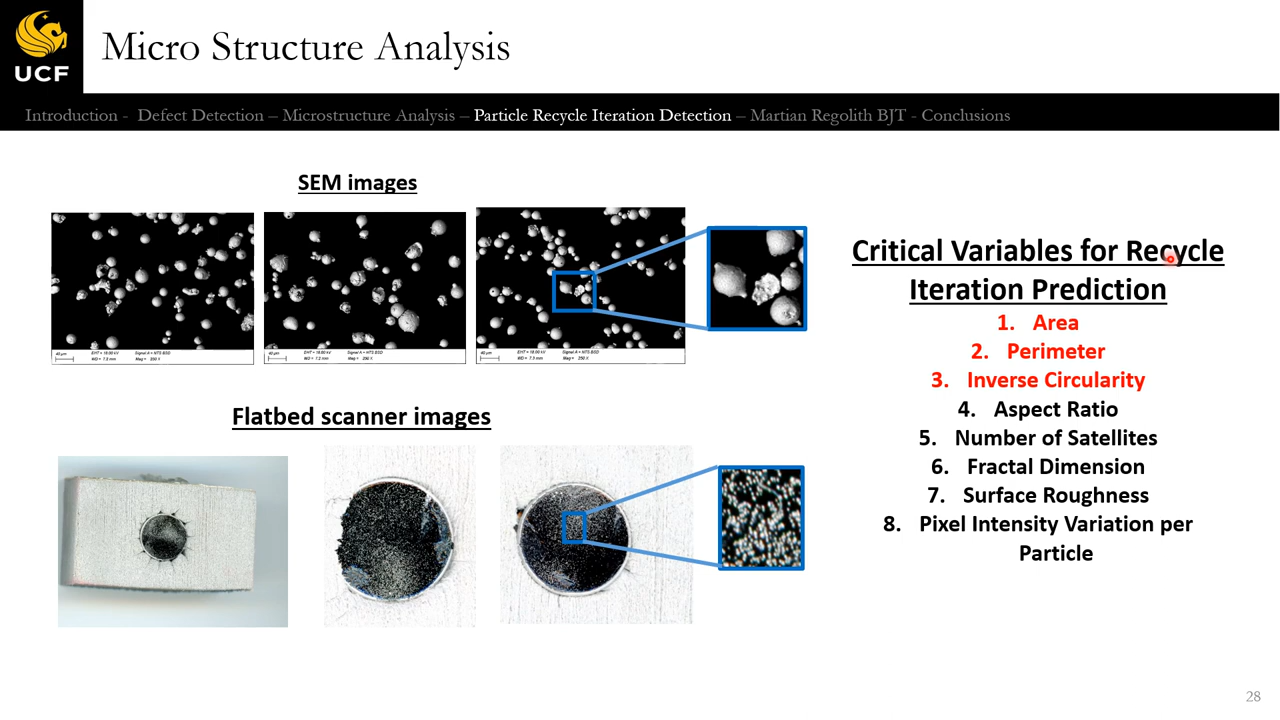 UCF
Micro Structure Analysis
Introduction - Defect Detection – Microstructure Analysis – Particle Recycle Iteration Detection – Martian Regolith BJT - Conclusions
SEM images
Flatbed scanner images
Critical Variables for Recycle
Iteration Prediction
1. Area
2. Perimeter
3. Inverse Circularity
4. Aspect Ratio
5. Number of Satellites
6. Fractal Dimension
7. Surface Roughness
8. Pixel Intensity Variation per
Particle
28